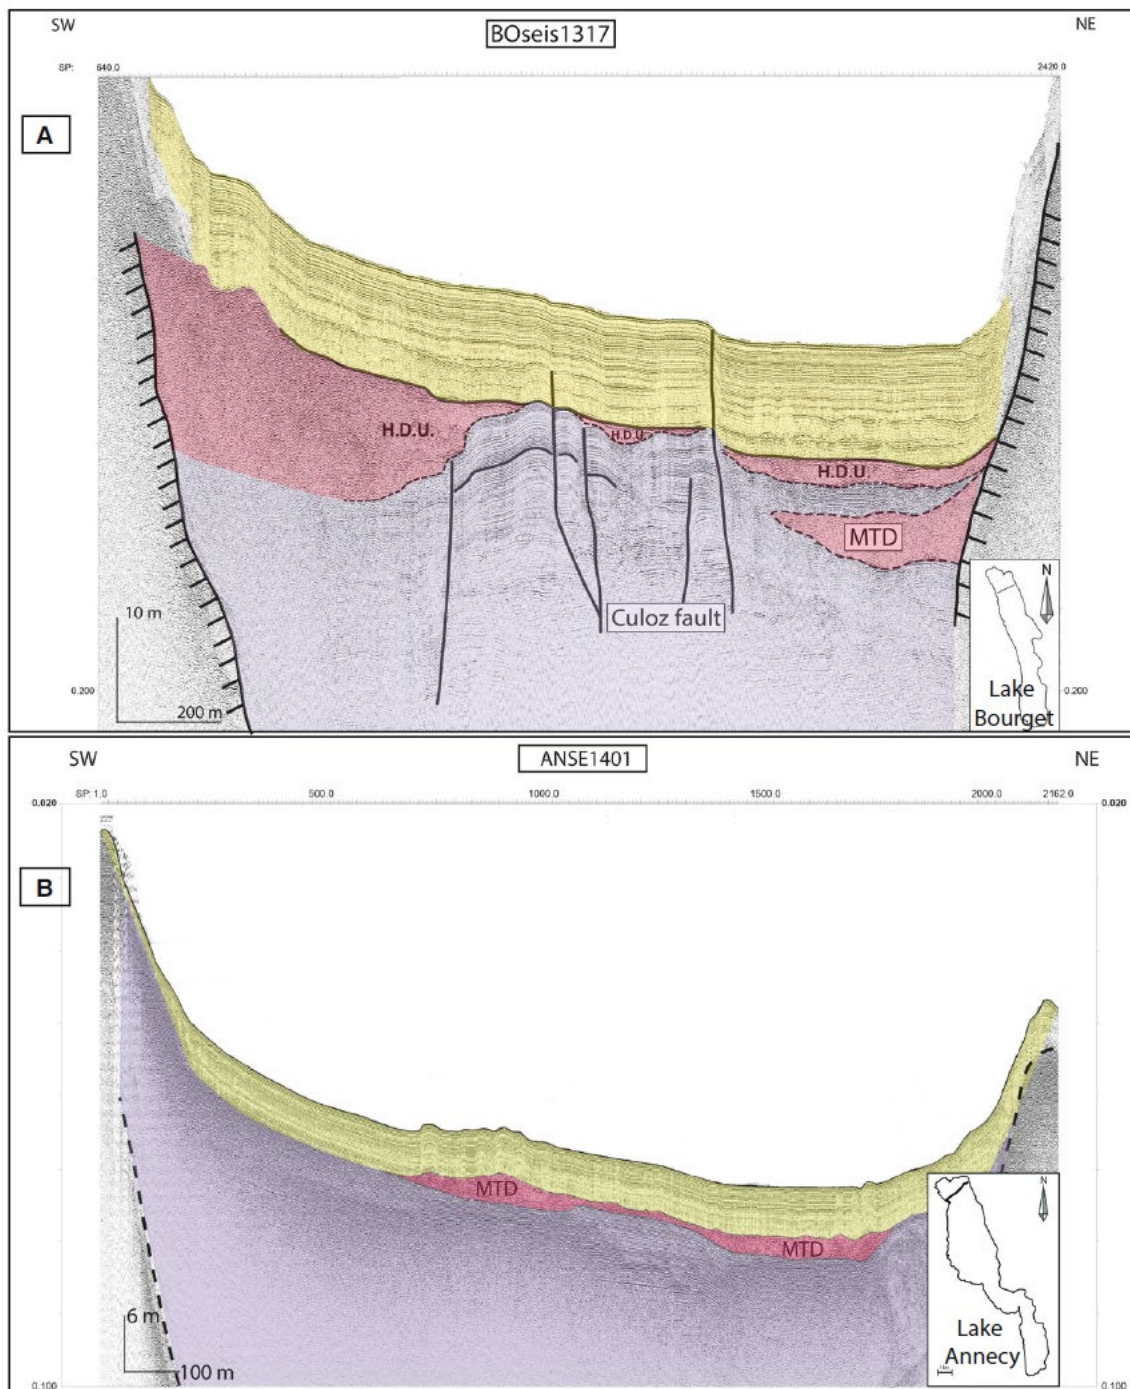 SW
BOseis1317
NE
SP:
640.0
2420.0
A
H.D.U.
H.D.U.
H.D.U.
MTD
Culoz fault
10 m
200 m
0.200
0.200
N
Lake
Bourget
SW
ANSE1401
NE
0.020
SP: 1.0
500.0
1000.0
1500.0
2000.0
2162.0
0.020
B
MTD
MTD
6 m
100 m
0.100
0.100
N
Lake
Annecy